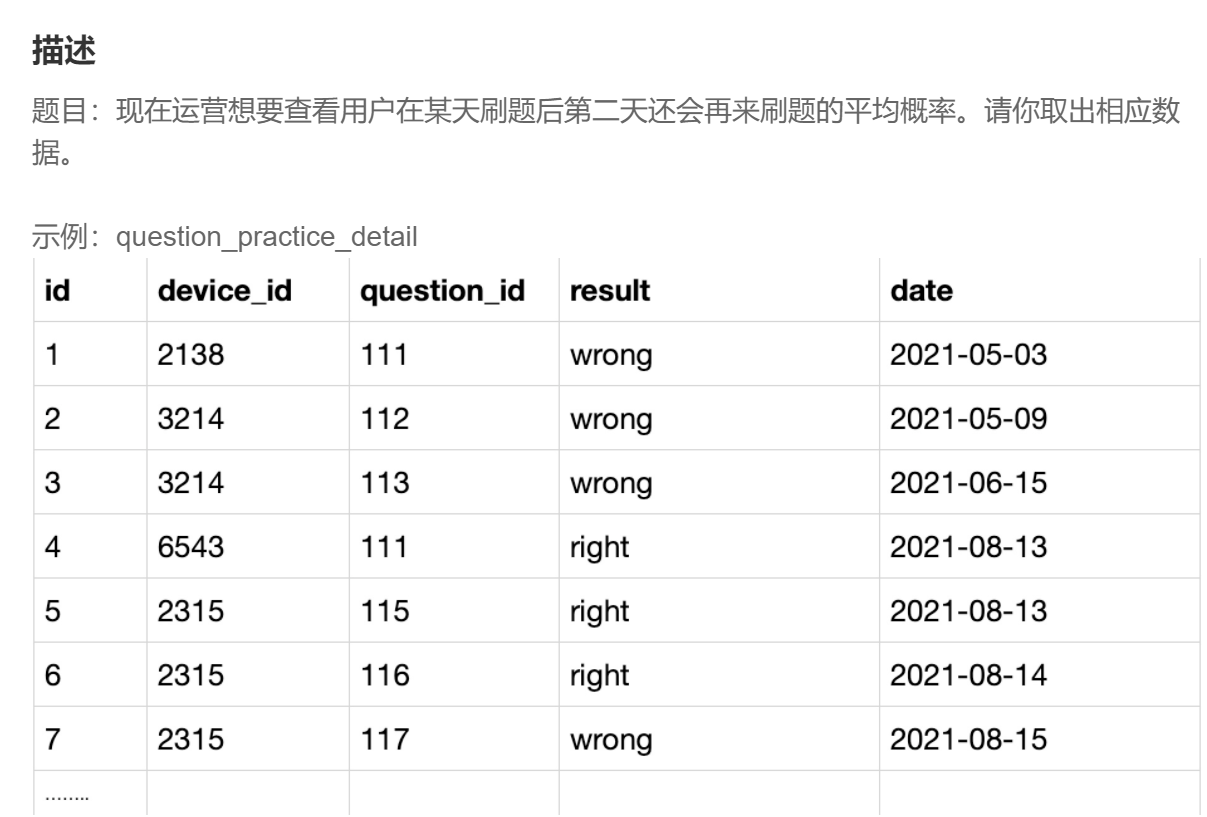 描述
题目：现在运营想要查看用户在某天刷题后第二天还会再来刷题的平均概率。请你取出相应数
据。
示例：question_practice_detail
id device_id question_id result date
1 2138 111 wrong 2021-05-03
2 3214 112 wrong 2021-05-09
3 3214 113 wrong 2021-06-15
4 6543 111 right 2021-08-13
5 2315 115 right 2021-08-13
6 2315 116 right 2021-08-14
7 2315 117 wrong 2021-08-15
........